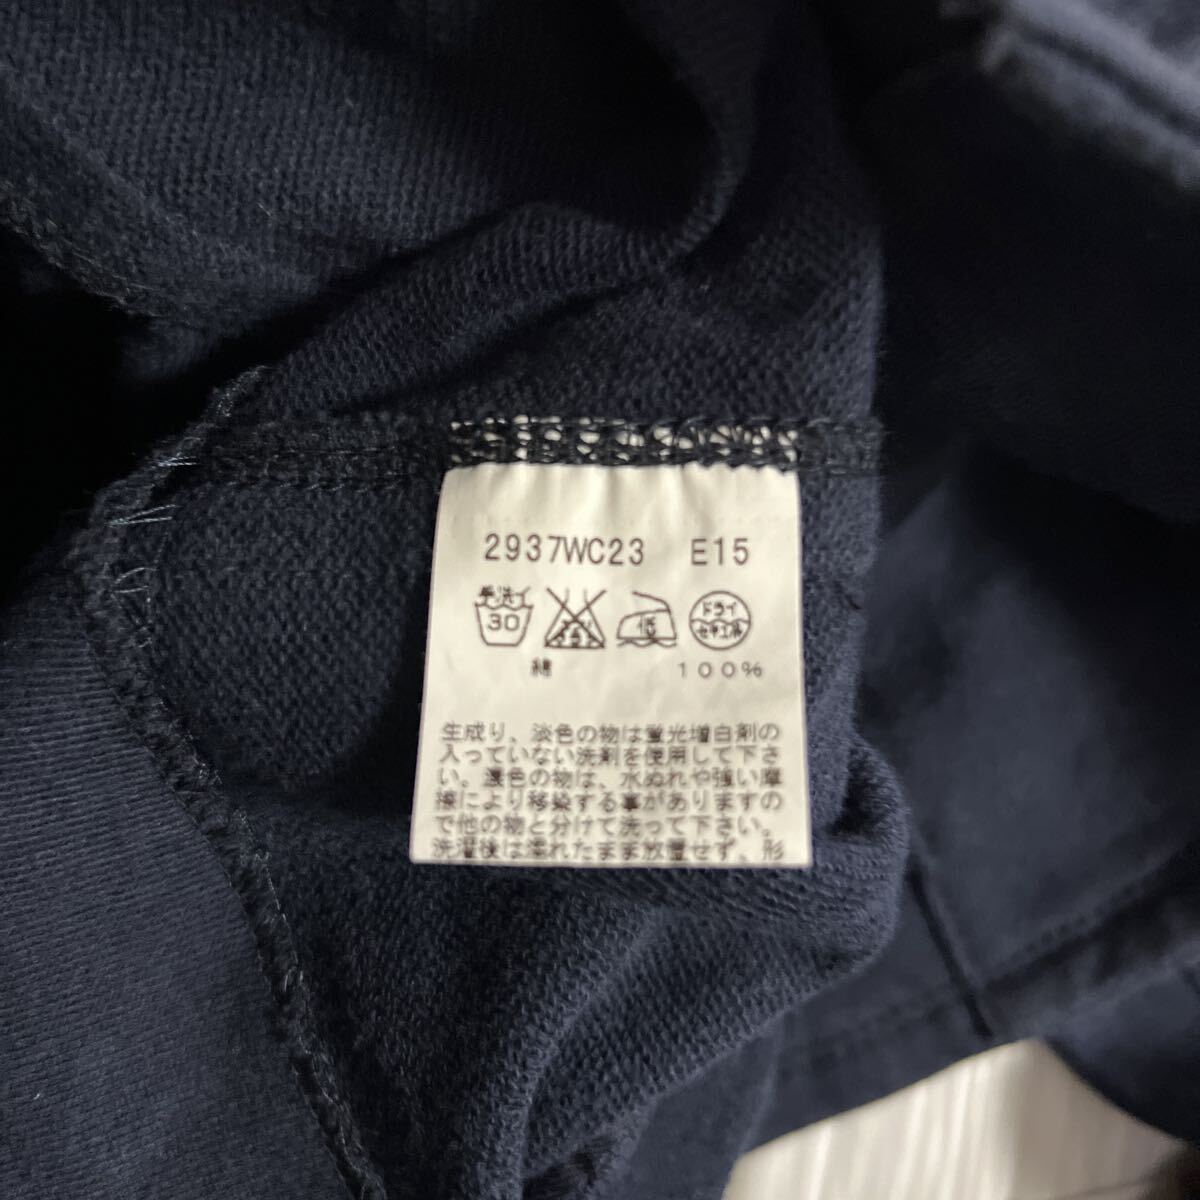 2937WC23 E15
手洗イ ドライ
30 低 セキユ系
綿 100%
生成り、淡色の物は蛍光増白剤の
入っていない洗剤を使用して下さ
い。濃色の物は、水ぬれや強い摩
擦により移染する事がありますの
で他の物と分けて洗って下さい。
洗濯後は濡れたまま放置せず、形